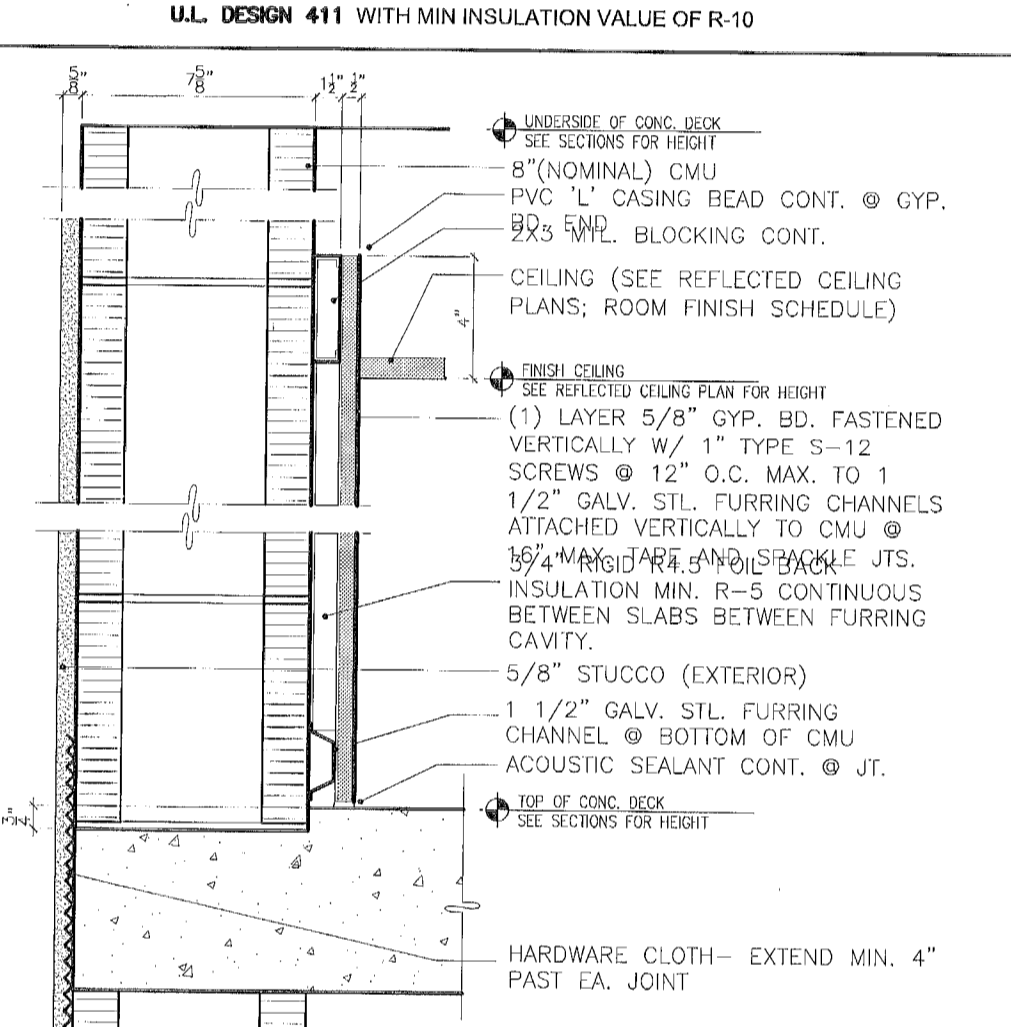 U.L. DESIGN 411 WITH MIN INSULATION VALUE OF R-10
5/8" 7 5/8" 1 1/2" 1/2"
UNDERSIDE OF CONC. DECK
SEE SECTIONS FOR HEIGHT
8"(NOMINAL) CMU
PVC 'L' CASING BEAD CONT. @ GYP.
BD. END
2X3 MTL. BLOCKING CONT.
CEILING (SEE REFLECTED CEILING
PLANS; ROOM FINISH SCHEDULE)
4"
FINISH CEILING
SEE REFLECTED CEILING PLAN FOR HEIGHT
(1) LAYER 5/8" GYP. BD. FASTENED
VERTICALLY W/ 1" TYPE S-12
SCREWS @ 12" O.C. MAX. TO 1
1/2" GALV. STL. FURRING CHANNELS
ATTACHED VERTICALLY TO CMU @
16" MAX. TAPE AND SPACKLE JTS.
3/4" RIGID R4.5 FOIL BACK
INSULATION MIN. R-5 CONTINUOUS
BETWEEN SLABS BETWEEN FURRING
CAVITY.
5/8" STUCCO (EXTERIOR)
1 1/2" GALV. STL. FURRING
CHANNEL @ BOTTOM OF CMU
ACOUSTIC SEALANT CONT. @ JT.
3/4"
TOP OF CONC. DECK
SEE SECTIONS FOR HEIGHT
HARDWARE CLOTH- EXTEND MIN. 4"
PAST EA. JOINT